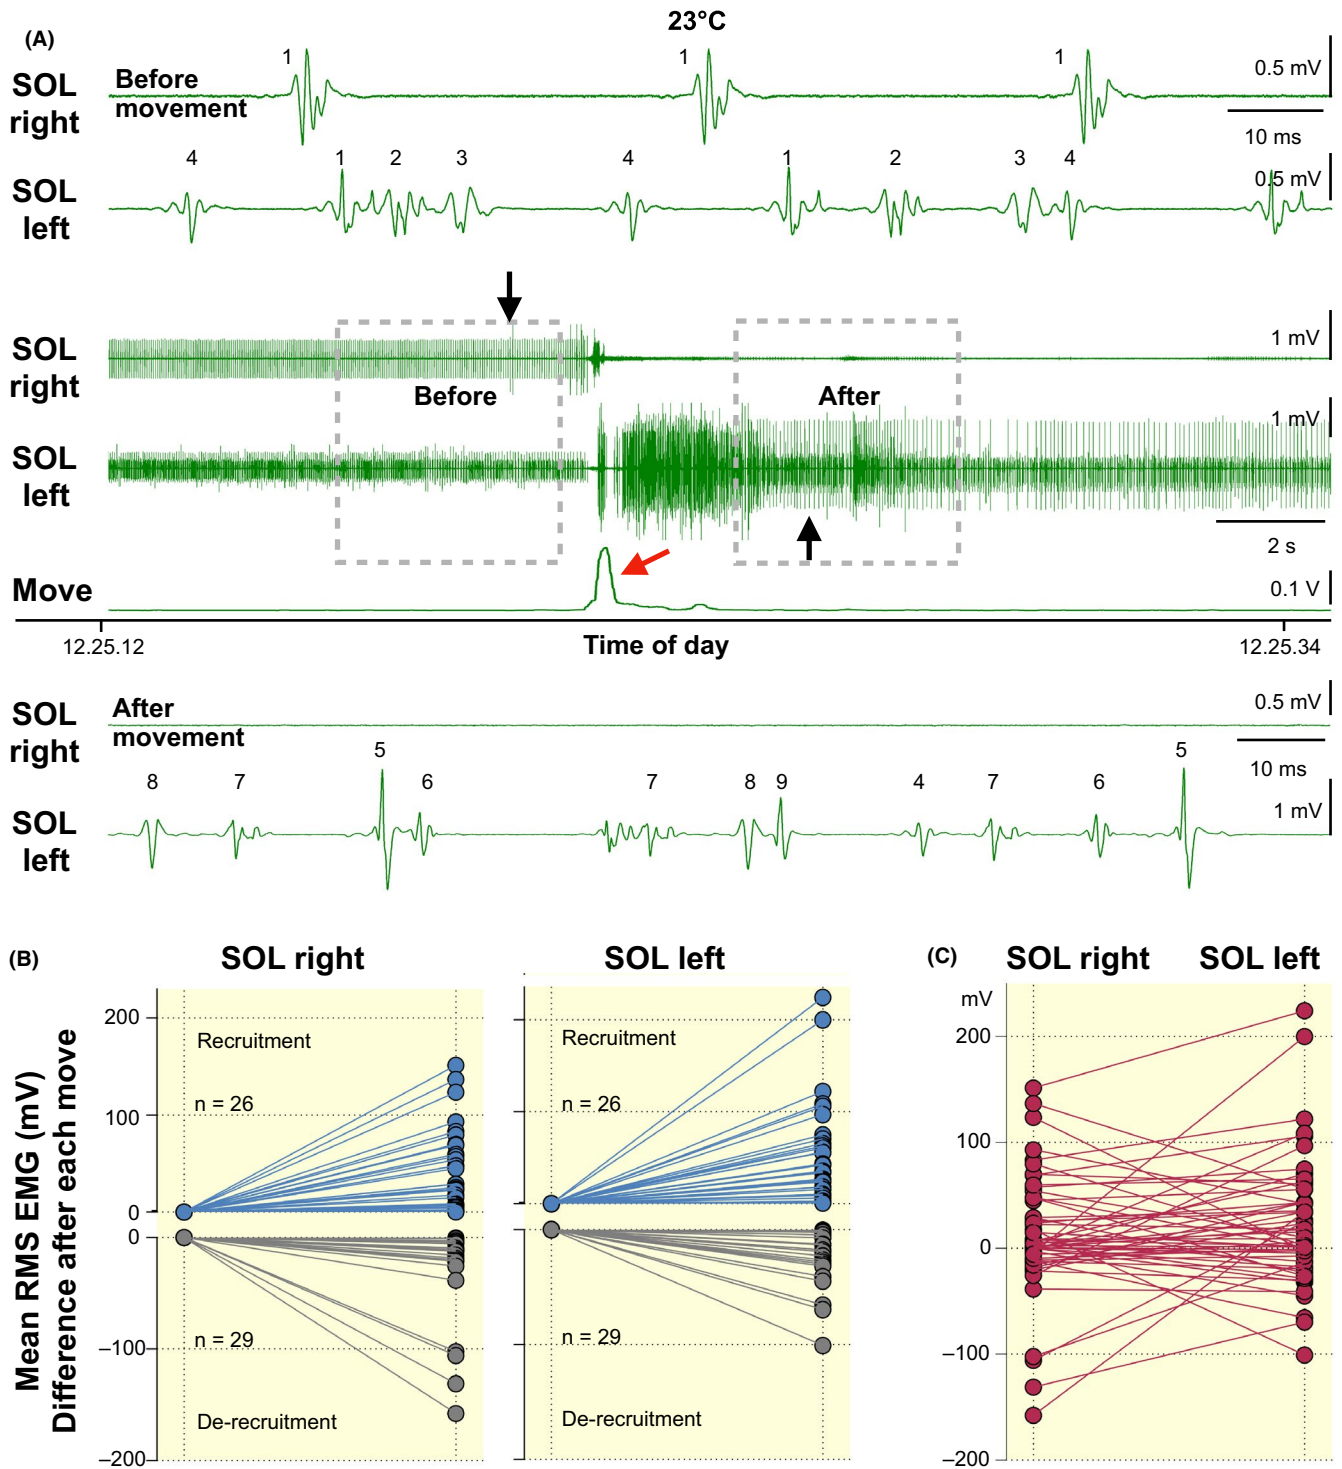 23°C
(A)
SOL right
Before movement
1 1 1
0.5 mV
10 ms
SOL left
4 1 2 3 4 1 2 3 4
0.5 mV
SOL right
1 mV
Before
After
SOL left
1 mV
2 s
Move
0.1 V
12.25.12
Time of day
12.25.34
SOL right
After movement
0.5 mV
10 ms
SOL left
8 7 5 6 7 8 9 4 7 6 5
1 mV
(B)
SOL right
SOL left
Mean RMS EMG (mV)
Difference after each move
200
100
0
0
–100
–200
Recruitment
n = 26
n = 29
De-recruitment
Recruitment
n = 26
n = 29
De-recruitment
(C)
SOL right
SOL left
mV
200
100
0
–100
–200